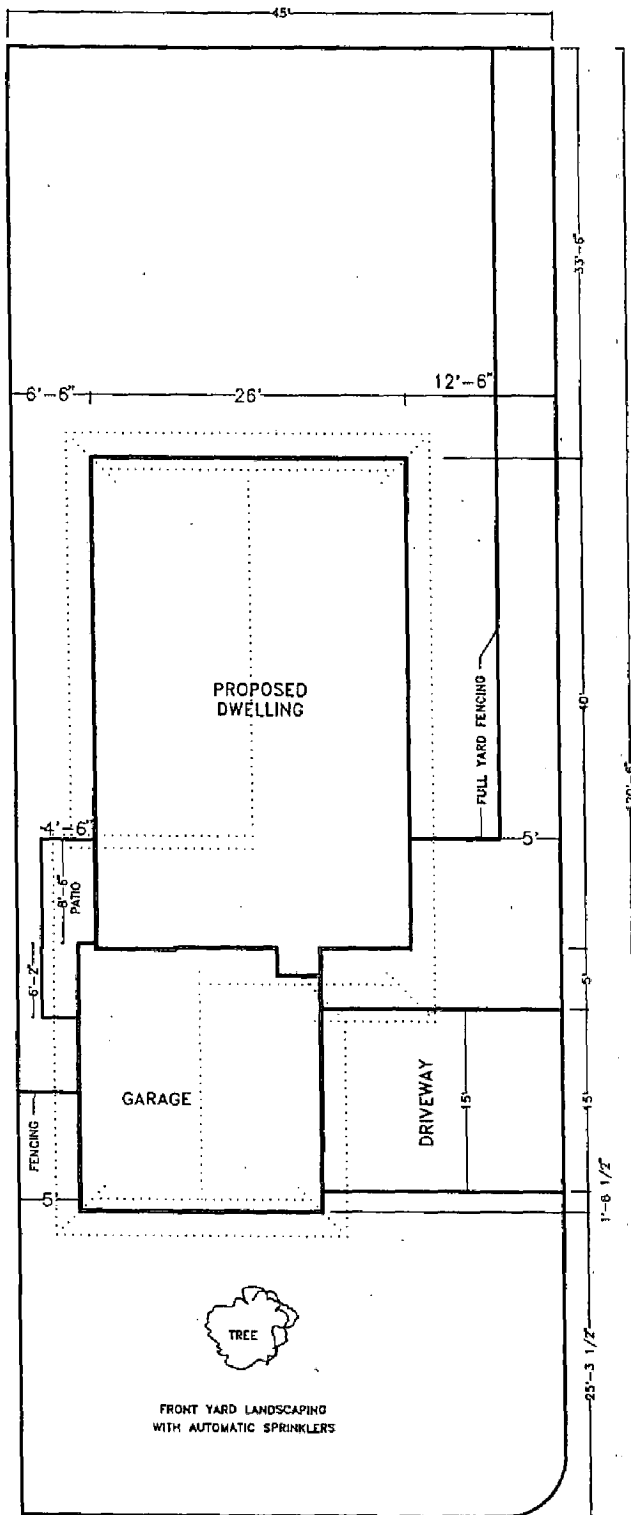 45'
33'-6"
6'-6"
26'
12'-6"
PROPOSED
DWELLING
FULL YARD FENCING
40'
120'-6"
4'-6"
5'
8'-6"
PATIO
6'-2"
5'
GARAGE
DRIVEWAY
15'
15'
FENCING
5'
1'-8 1/2"
TREE
25'-3 1/2"
FRONT YARD LANDSCAPING
WITH AUTOMATIC SPRINKLERS